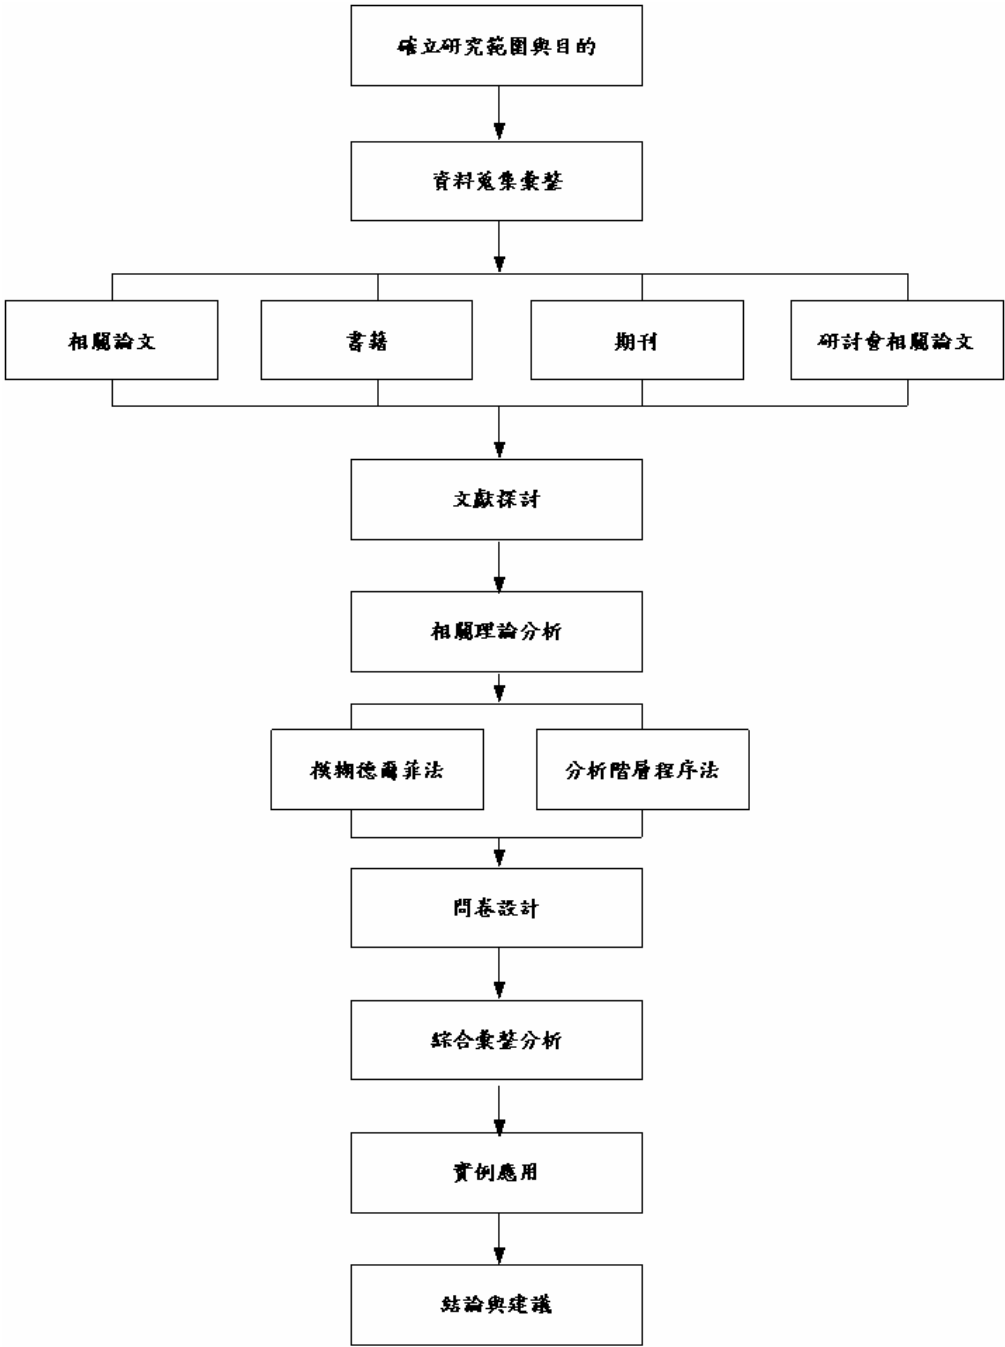 確立研究範圍與目的
資料蒐集彙整
相關論文
書籍
期刊
研討會相關論文
文獻探討
相關理論分析
模糊德爾菲法
分析階層程序法
問卷設計
綜合彙整分析
實例應用
結論與建議